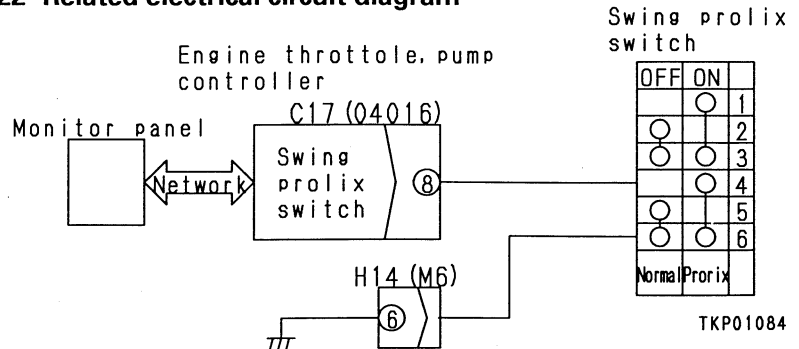 Related electrical circuit diagram
Swing prolix
switch
Engine throttole, pump
controller
C17 (04016)
Monitor panel
Network
Swing
prolix
switch
8
OFF ON
1
2
3
4
5
6
Normal Prorix
H14 (M6)
6
TKP01084